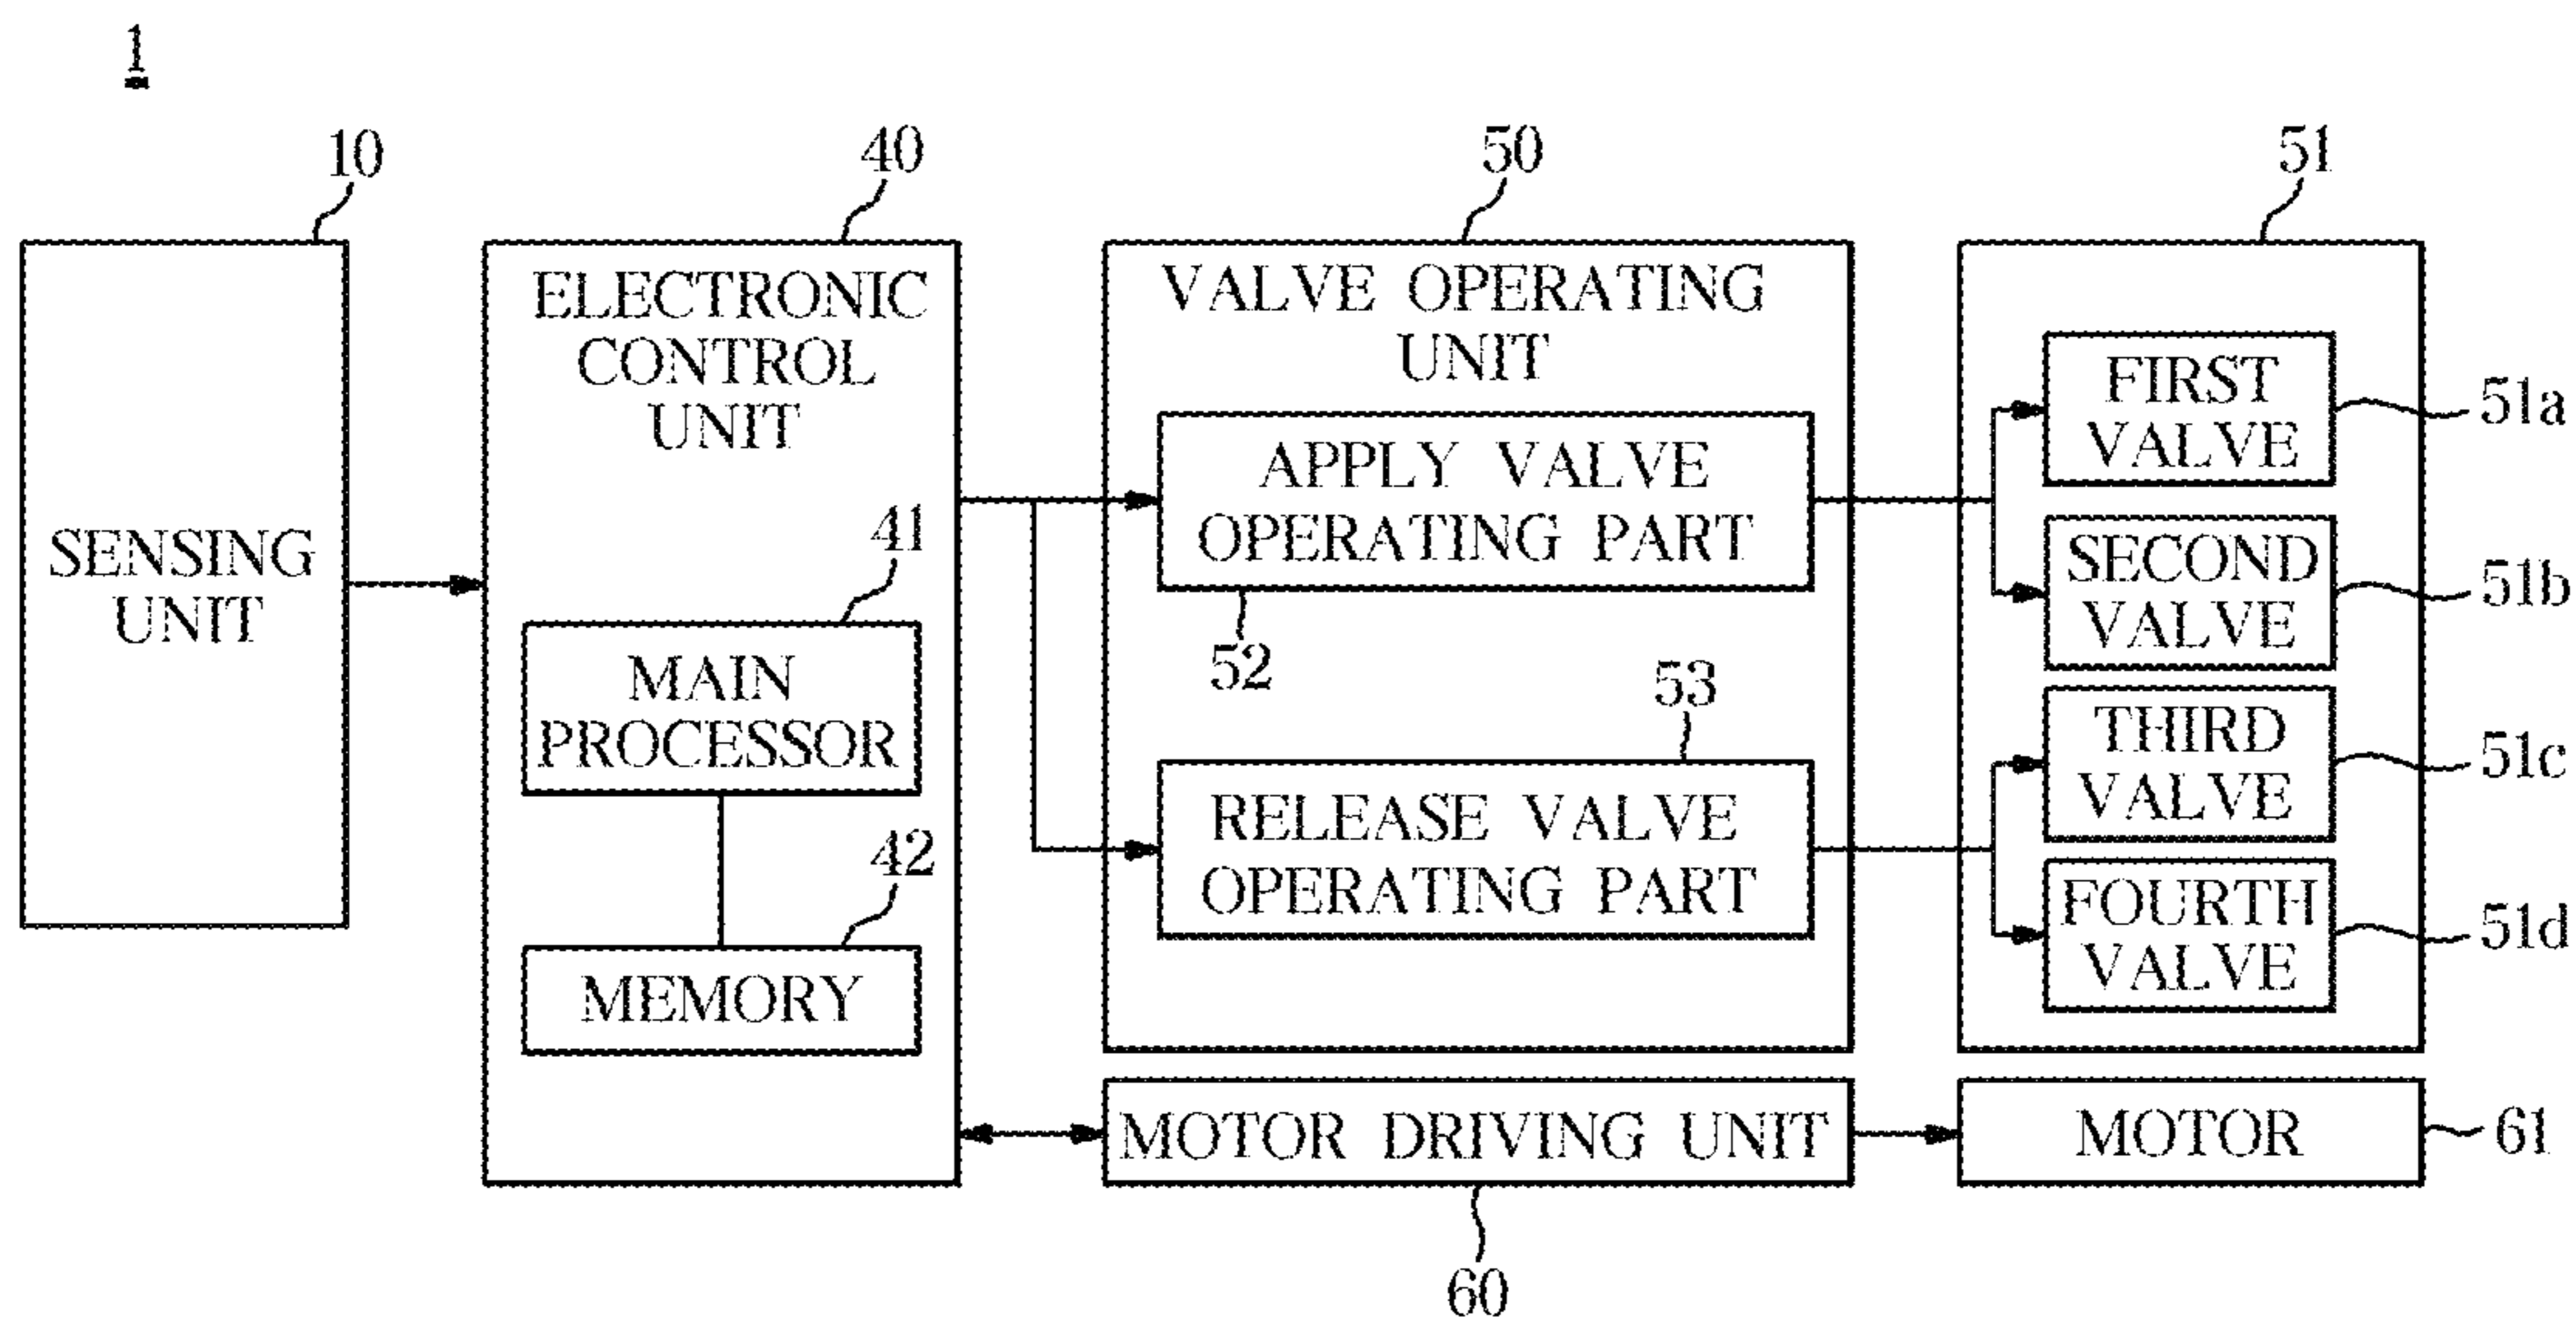 1
10
40
50
51
SENSING
UNIT
ELECTRONIC
CONTROL
UNIT
41
MAIN
PROCESSOR
42
MEMORY
VALVE OPERATING
UNIT
APPLY VALVE
OPERATING PART
52
53
RELEASE VALVE
OPERATING PART
FIRST
VALVE
51a
SECOND
VALVE
51b
THIRD
VALVE
51c
FOURTH
VALVE
51d
MOTOR DRIVING UNIT
60
MOTOR
61